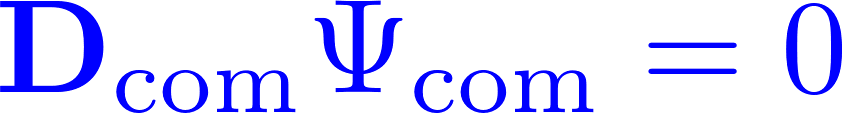 𝐃_com Ψ_com = 0